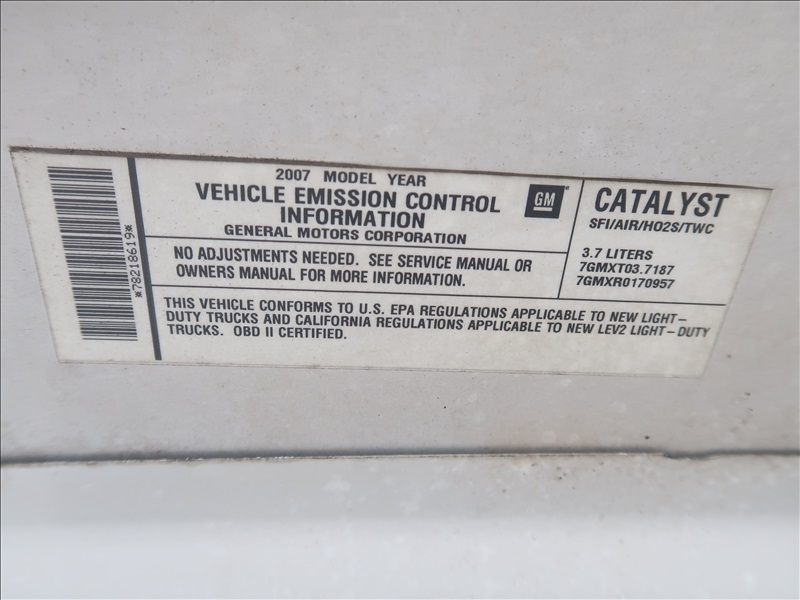 *78218619*
2007 MODEL YEAR
VEHICLE EMISSION CONTROL
INFORMATION
GENERAL MOTORS CORPORATION
GM
NO ADJUSTMENTS NEEDED. SEE SERVICE MANUAL OR
OWNERS MANUAL FOR MORE INFORMATION.
CATALYST
SFI/AIR/HO2S/TWC
3.7 LITERS
7GMXT03.7187
7GMXR0170957
THIS VEHICLE CONFORMS TO U.S. EPA REGULATIONS APPLICABLE TO NEW LIGHT-
DUTY TRUCKS AND CALIFORNIA REGULATIONS APPLICABLE TO NEW LEV2 LIGHT-DUTY
TRUCKS. OBD II CERTIFIED.